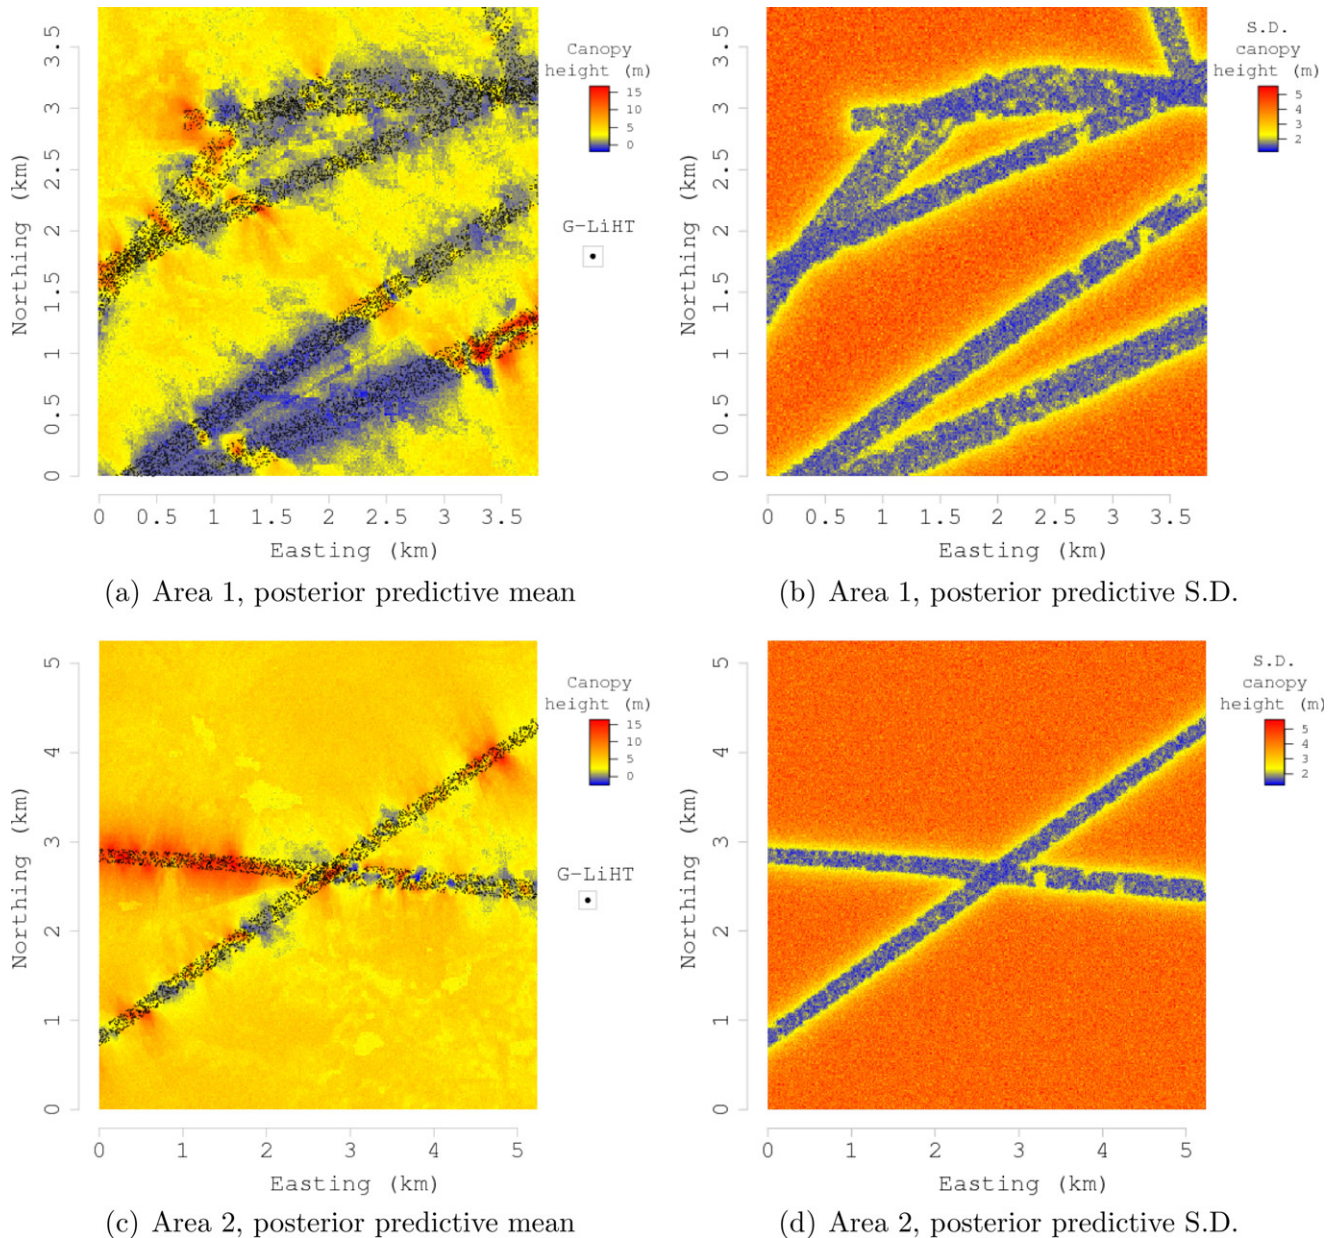 Canopy
height (m)
15
10
5
0
G-LiHT
3.5
3
2.5
2
1.5
1
0.5
0
Northing (km)
0 0.5 1 1.5 2 2.5 3 3.5
Easting (km)
(a) Area 1, posterior predictive mean
S.D.
canopy
height (m)
5
4
3
2
3.5
3
2.5
2
1.5
1
0.5
0
Northing (km)
0 0.5 1 1.5 2 2.5 3 3.5
Easting (km)
(b) Area 1, posterior predictive S.D.
Canopy
height (m)
15
10
5
0
G-LiHT
5
4
3
2
1
0
Northing (km)
0 1 2 3 4 5
Easting (km)
(c) Area 2, posterior predictive mean
S.D.
canopy
height (m)
5
4
3
2
5
4
3
2
1
0
Northing (km)
0 1 2 3 4 5
Easting (km)
(d) Area 2, posterior predictive S.D.